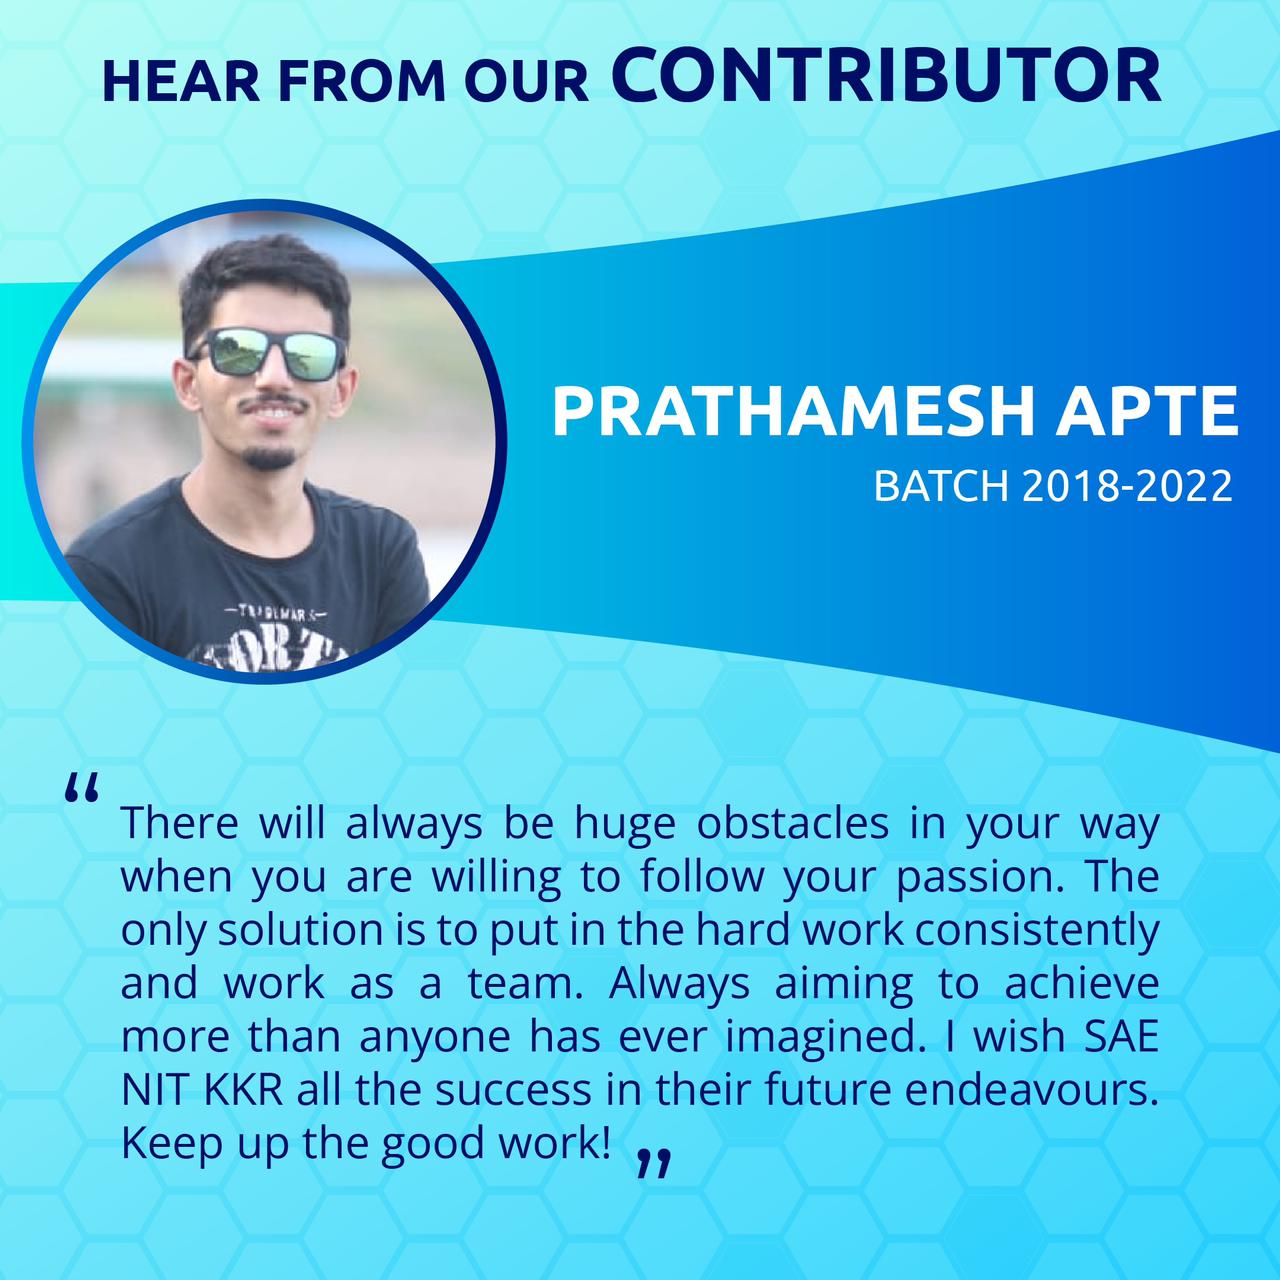 HEAR FROM OUR CONTRIBUTOR
PRATHAMESH APTE
BATCH 2018-2022
“ There will always be huge obstacles in your way
when you are willing to follow your passion. The
only solution is to put in the hard work consistently
and work as a team. Always aiming to achieve
more than anyone has ever imagined. I wish SAE
NIT KKR all the success in their future endeavours.
Keep up the good work! ”